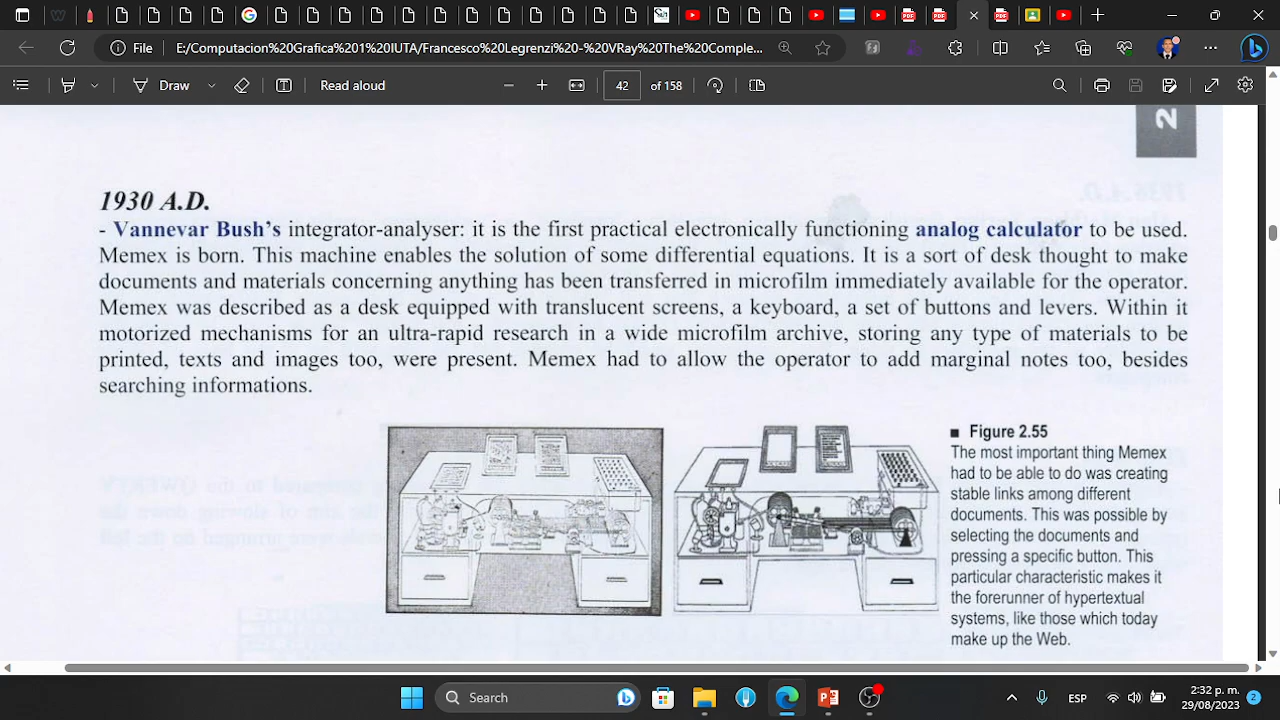 File
E:/Computacion%20Grafica%201%20IUTA/Francesco%20Legrenzi%20-%20VRay%20The%20Comple...
Draw
Read aloud
42
of 158
2
1930 A.D.
- Vannevar Bush's integrator-analyser: it is the first practical electronically functioning analog calculator to be used.
Memex is born. This machine enables the solution of some differential equations. It is a sort of desk thought to make
documents and materials concerning anything has been transferred in microfilm immediately available for the operator.
Memex was described as a desk equipped with translucent screens, a keyboard, a set of buttons and levers. Within it
motorized mechanisms for an ultra-rapid research in a wide microfilm archive, storing any type of materials to be
printed, texts and images too, were present. Memex had to allow the operator to add marginal notes too, besides
searching informations.
■ Figure 2.55
The most important thing Memex
had to be able to do was creating
stable links among different
documents. This was possible by
selecting the documents and
pressing a specific button. This
particular characteristic makes it
the forerunner of hypertextual
systems, like those which today
make up the Web.
Search
ESP
2:32 p. m.
29/08/2023
2